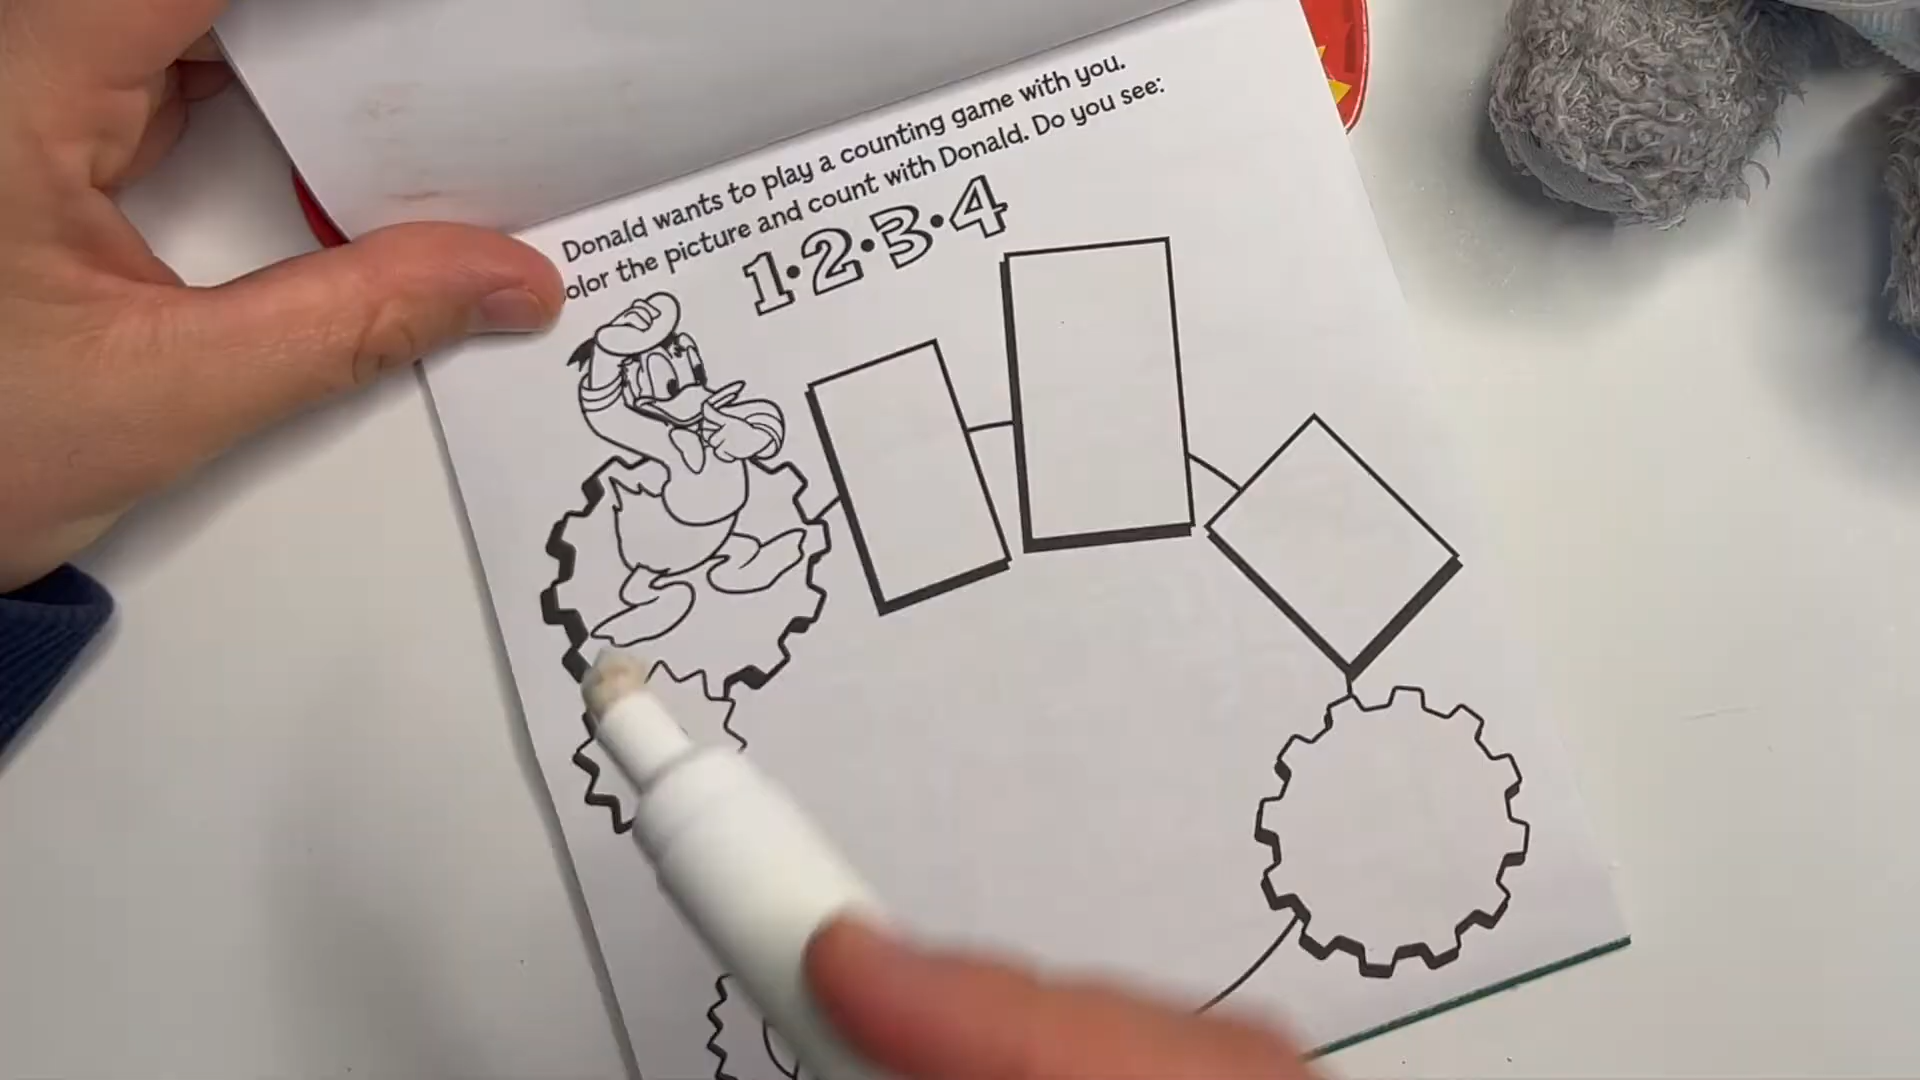 Donald wants to play a counting game with you.
olor the picture and count with Donald. Do you see:
1•2•3•4